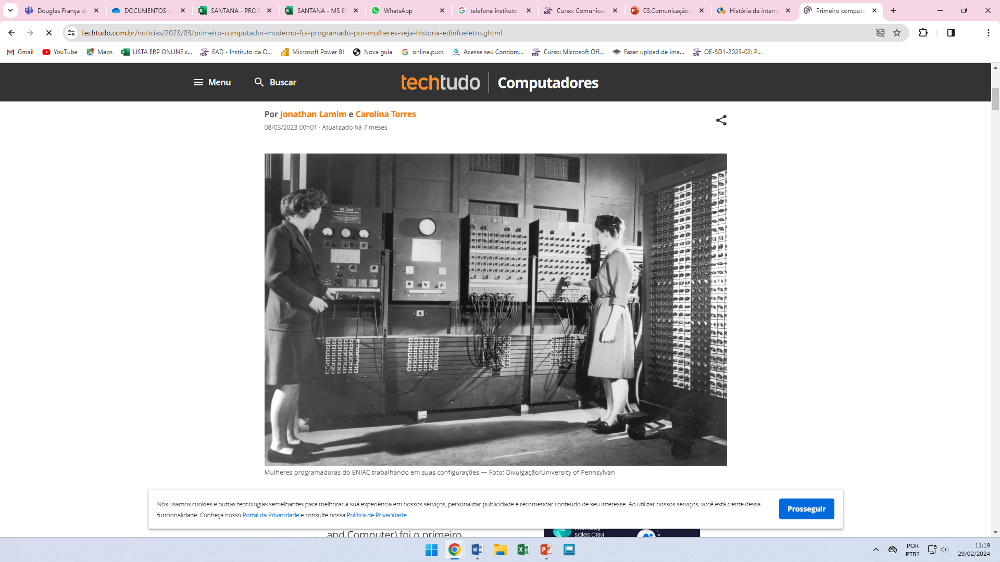 Douglas França de
DOCUMENTOS - 
SANTANA - PROG
SANTANA - MS ES
WhatsApp
telefone instituto
Curso: Comunicaç
03.Comunicação
História da interne
Primeiro computa
techtudo.com.br/noticias/2023/03/primeiro-computador-moderno-foi-programado-por-mulheres-veja-historia-edinfoeletro.ghtml
Gmail
YouTube
Maps
LISTA ERP ONLINE.x...
EAD - Instituto da O...
Microsoft Power BI
Nova guia
online.pucs
Acesse seu Condom...
Curso: Microsoft Off...
Fazer upload de ima...
OE-SD1-2023-02: P...
Menu
Buscar
techtudo
Computadores
Por Jonathan Lamim e Carolina Torres
08/03/2023 00h01 · Atualizado há 7 meses
THE ENIAC
Mulheres programadoras do ENIAC trabalhando em suas configurações — Foto: Divulgação/University of Pennsylvan
Nós usamos cookies e outras tecnologias semelhantes para melhorar a sua experiência em nossos serviços, personalizar publicidade e recomendar conteúdo de seu interesse. Ao utilizar nossos serviços, você está ciente dessa
funcionalidade. Conheça nosso Portal da Privacidade e consulte nossa Política de Privacidade.
Prosseguir
and Computer) foi o primeiro
monday
sales CRM
POR
PTB2
11:19
29/02/2024